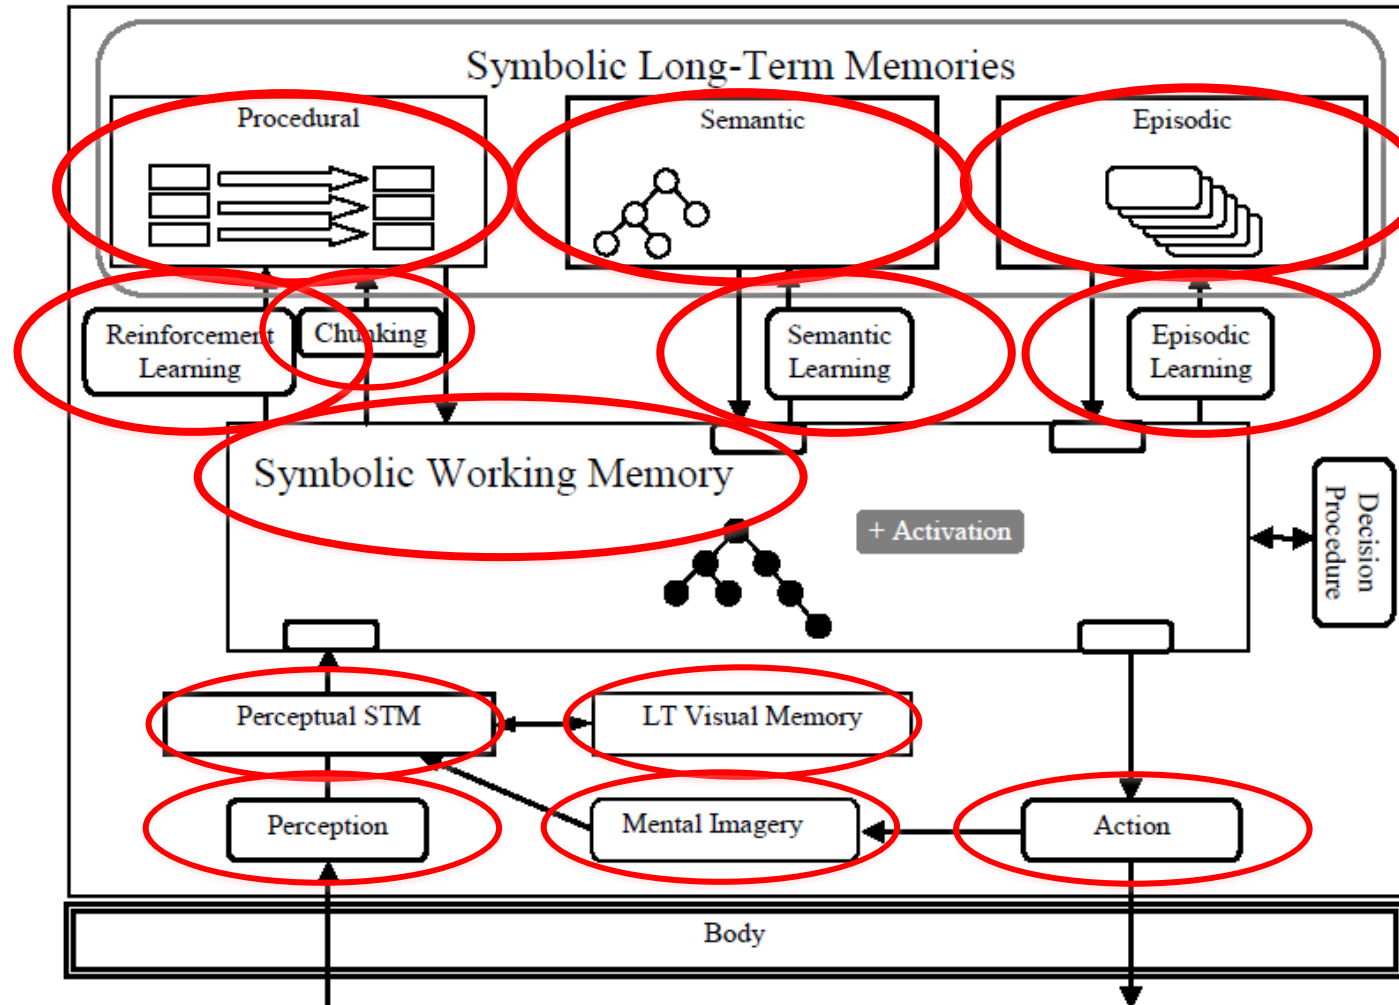 Symbolic Long-Term Memories
Procedural
Semantic
Episodic
Reinforcement
Learning
Chunking
Semantic
Learning
Episodic
Learning
Symbolic Working Memory
+ Activation
Decision
Procedure
Perceptual STM
LT Visual Memory
Perception
Mental Imagery
Action
Body